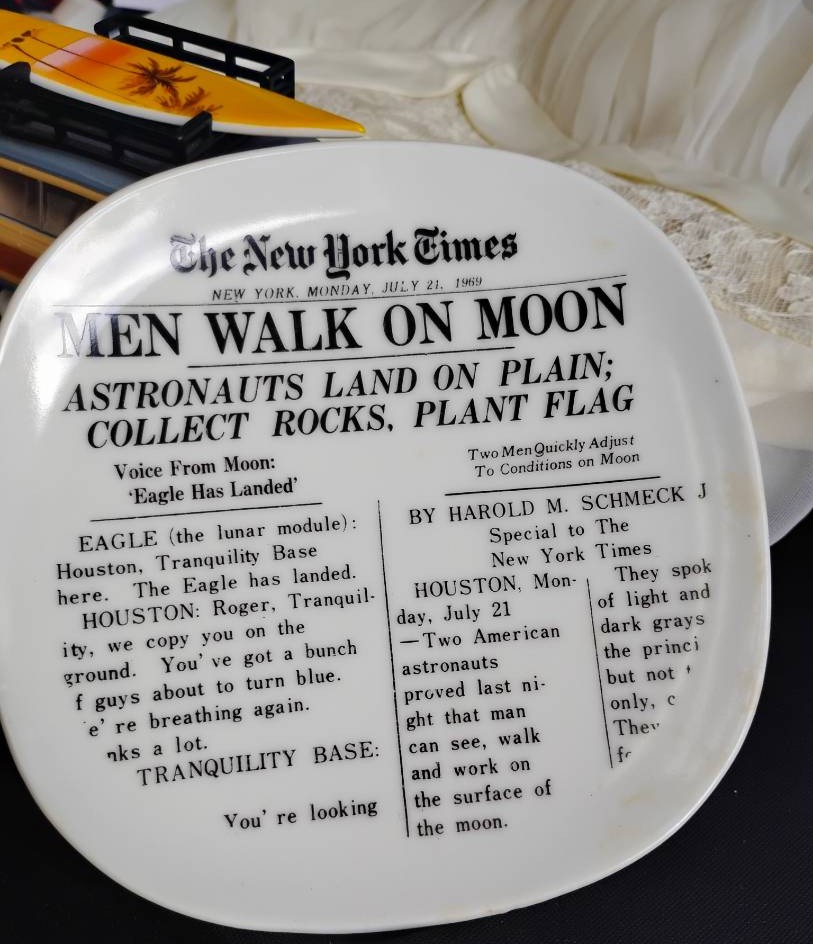 The New York Times
NEW YORK, MONDAY, JULY 21, 1969
MEN WALK ON MOON
ASTRONAUTS LAND ON PLAIN;
COLLECT ROCKS, PLANT FLAG
Voice From Moon:
'Eagle Has Landed'
EAGLE (the lunar module):
Houston, Tranquility Base
here. The Eagle has landed.
HOUSTON: Roger, Tranquil-
ity, we copy you on the
ground. You've got a bunch
f guys about to turn blue.
e're breathing again.
nks a lot.
TRANQUILITY BASE:
You're looking
Two Men Quickly Adjust
To Conditions on Moon
BY HAROLD M. SCHMECK J
Special to The
New York Times
HOUSTON, Mon-
day, July 21
—Two American
astronauts
proved last ni-
ght that man
can see, walk
and work on
the surface of
the moon.
They spok
of light and
dark grays
the princi
but not
only, c
They